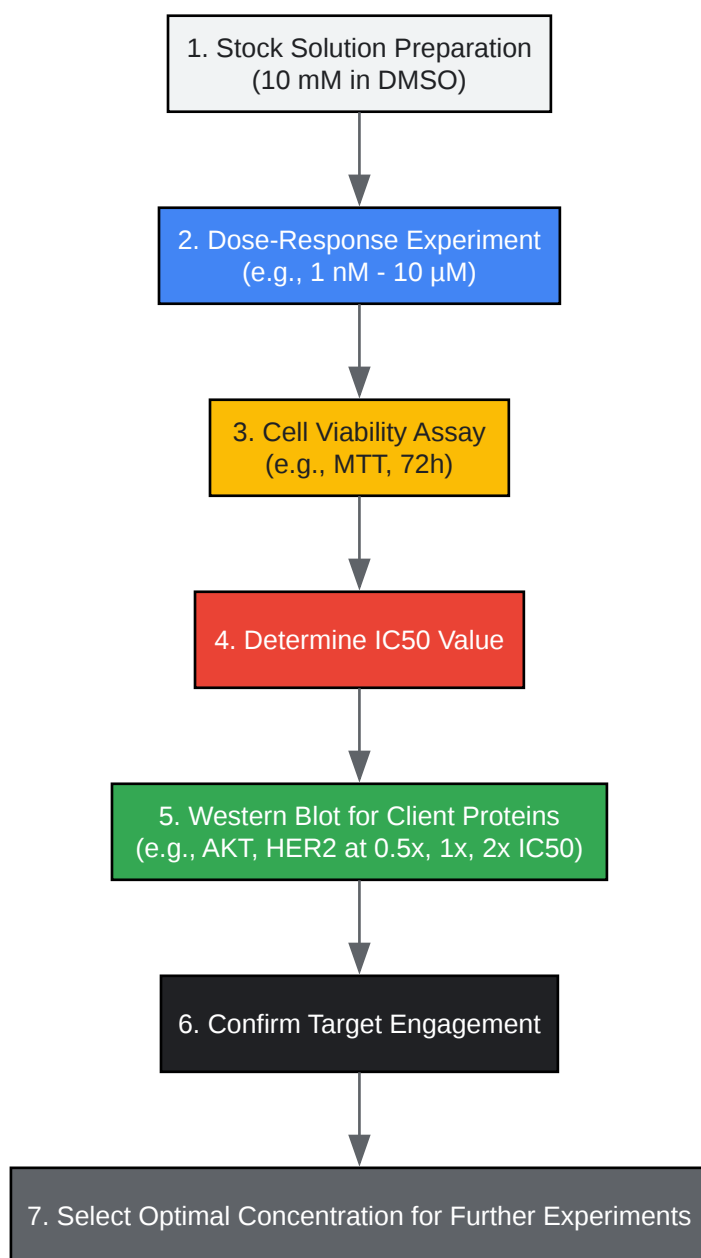 1. Stock Solution Preparation
(10 mM in DMSO)
2. Dose-Response Experiment
(e.g., 1 nM - 10 µM)
3. Cell Viability Assay
(e.g., MTT, 72h)
4. Determine IC50 Value
5. Western Blot for Client Proteins
(e.g., AKT, HER2 at 0.5x, 1x, 2x IC50)
6. Confirm Target Engagement
7. Select Optimal Concentration for Further Experiments